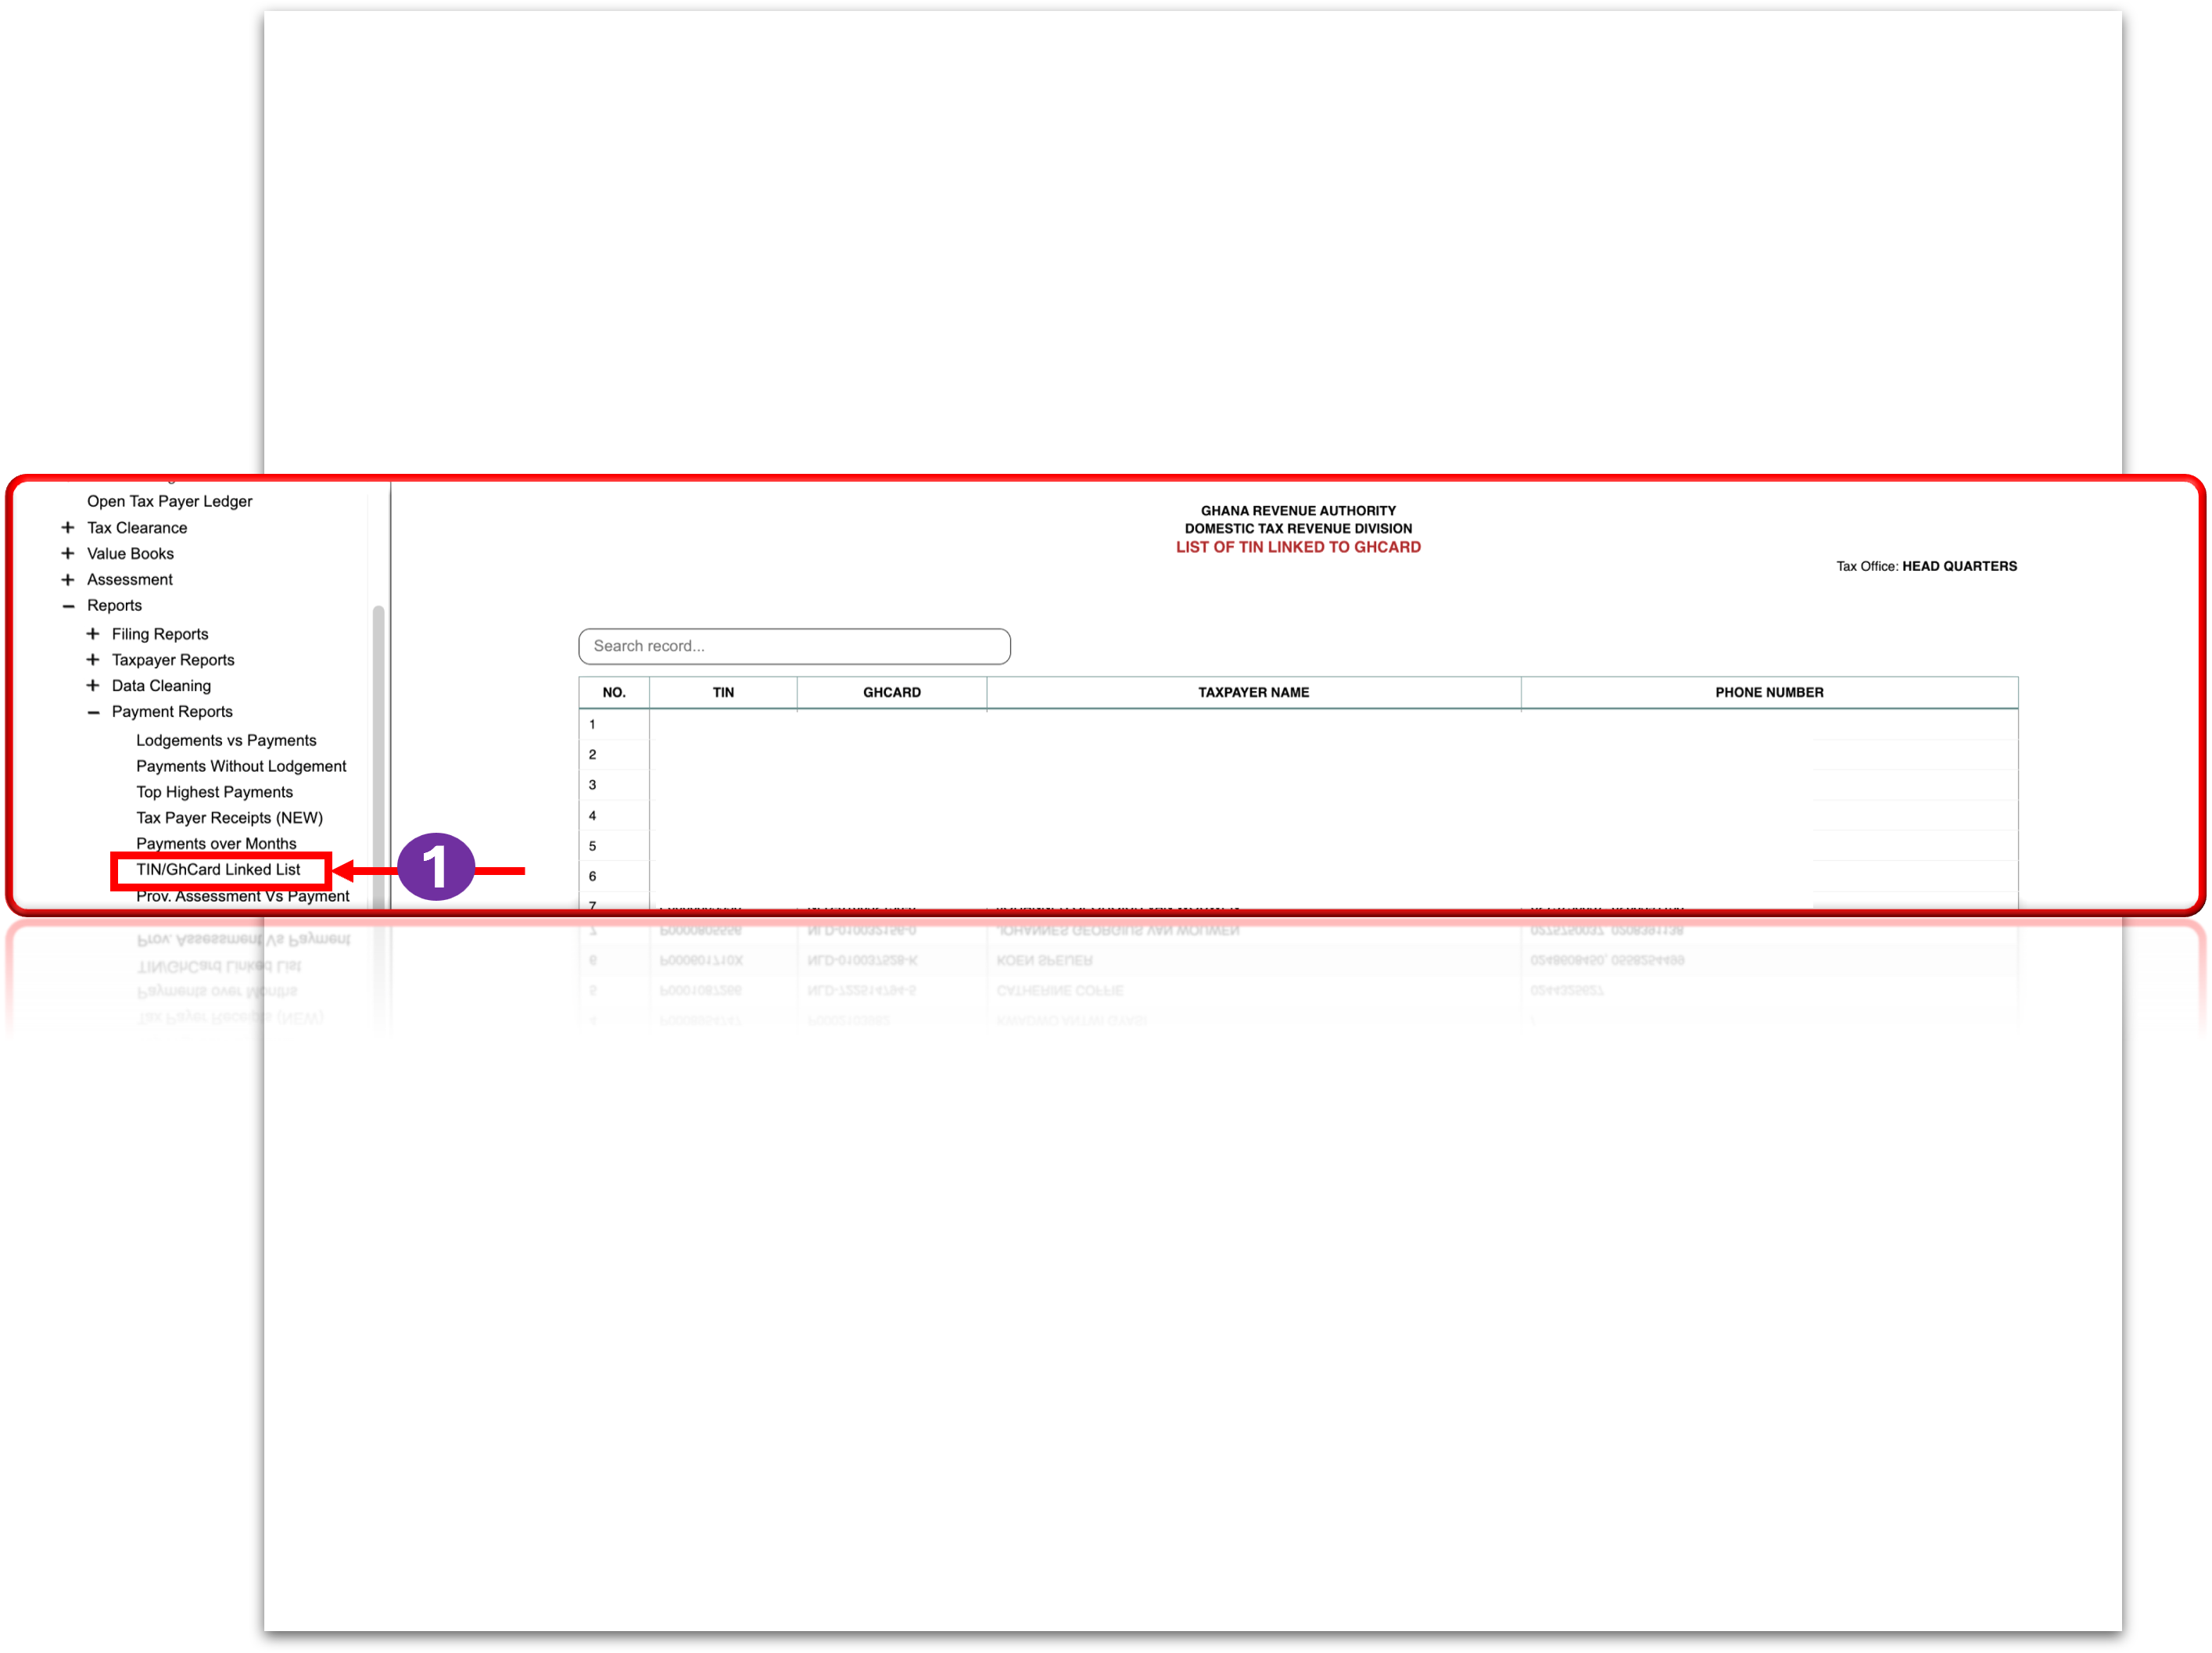 Open Tax Payer Ledger
+ Tax Clearance
+ Value Books
+ Assessment
− Reports
+ Filing Reports
+ Taxpayer Reports
+ Data Cleaning
− Payment Reports
Lodgements vs Payments
Payments Without Lodgement
Top Highest Payments
Tax Payer Receipts (NEW)
Payments over Months
TIN/GhCard Linked List
Prov. Assessment Vs Payment
1
GHANA REVENUE AUTHORITY
DOMESTIC TAX REVENUE DIVISION
LIST OF TIN LINKED TO GHCARD
Tax Office: HEAD QUARTERS
Search record...
NO. TIN GHCARD TAXPAYER NAME PHONE NUMBER
1
2
3
4
5
6
7